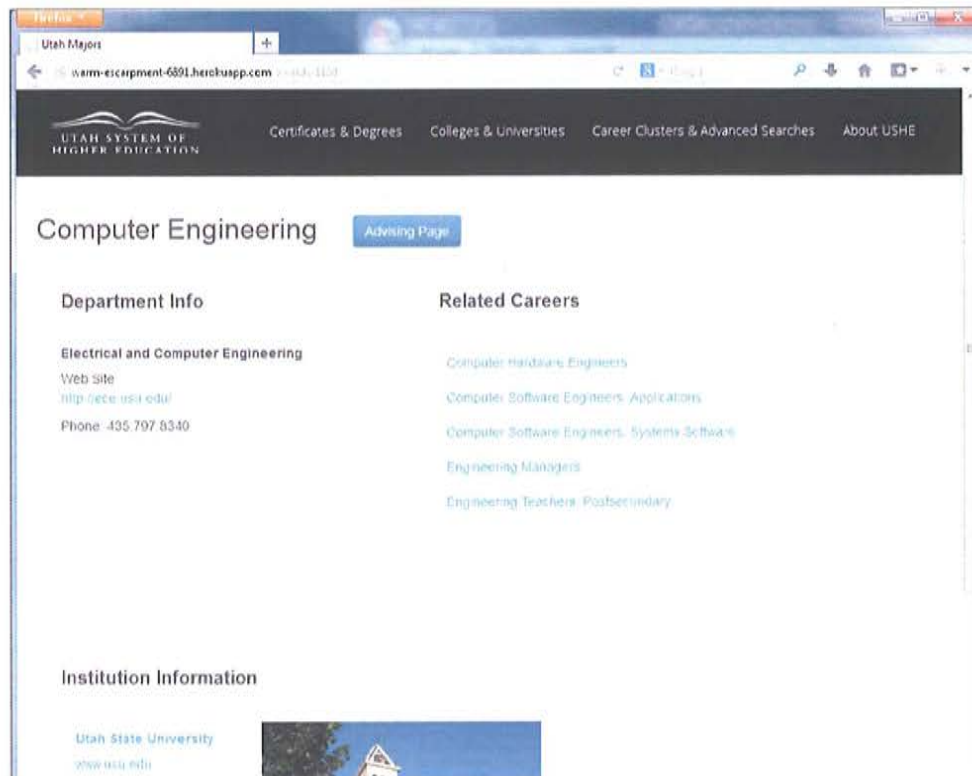 Firefox
Utah Majors
warm-escarpment-6891.herokuapp.com
UTAH SYSTEM OF
HIGHER EDUCATION
Certificates & Degrees Colleges & Universities Career Clusters & Advanced Searches About USHE
Computer Engineering
Advising Page
Department Info
Electrical and Computer Engineering
Web Site
http://ece.usu.edu/
Phone 435.797.8340
Related Careers
Computer Hardware Engineers
Computer Software Engineers, Applications
Computer Software Engineers, Systems Software
Engineering Managers
Engineering Teachers, Postsecondary
Institution Information
Utah State University
www.usu.edu